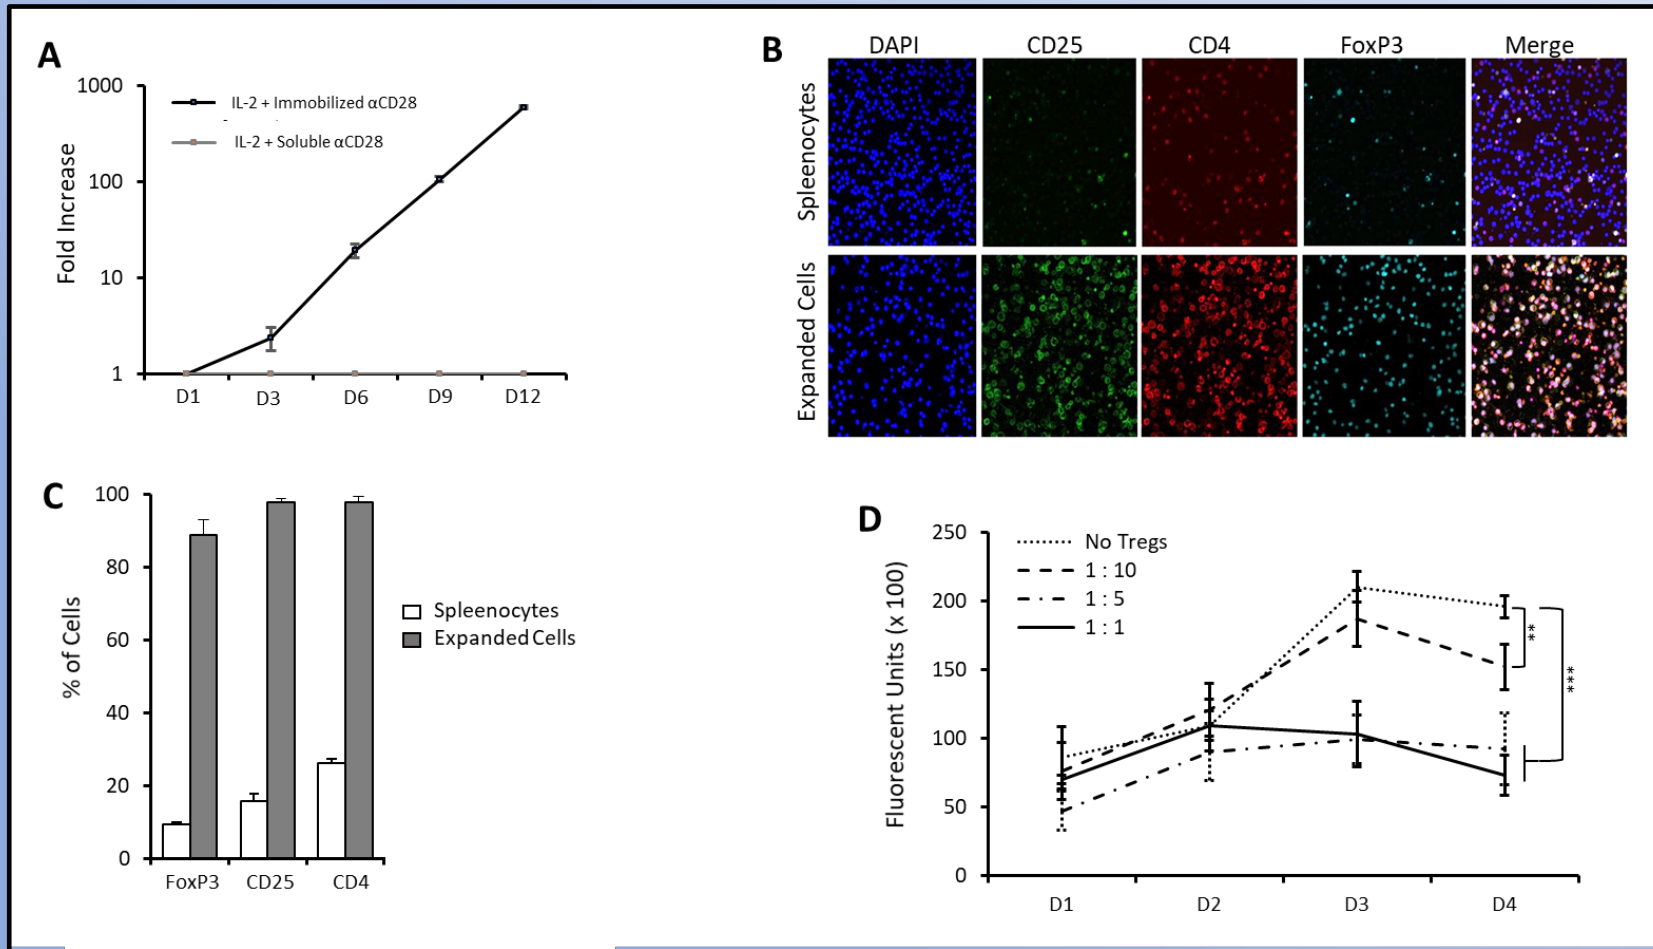 A
1000
100
10
1
Fold Increase
IL-2 + Immobilized αCD28
IL-2 + Soluble αCD28
D1 D3 D6 D9 D12
B
DAPI CD25 CD4 FoxP3 Merge
Spleenocytes
Expanded Cells
C
100
80
60
40
20
0
% of Cells
Spleenocytes
Expanded Cells
FoxP3 CD25 CD4
D
250
200
150
100
50
0
Fluorescent Units (x 100)
No Tregs
1 : 10
1 : 5
1 : 1
**
***
D1 D2 D3 D4